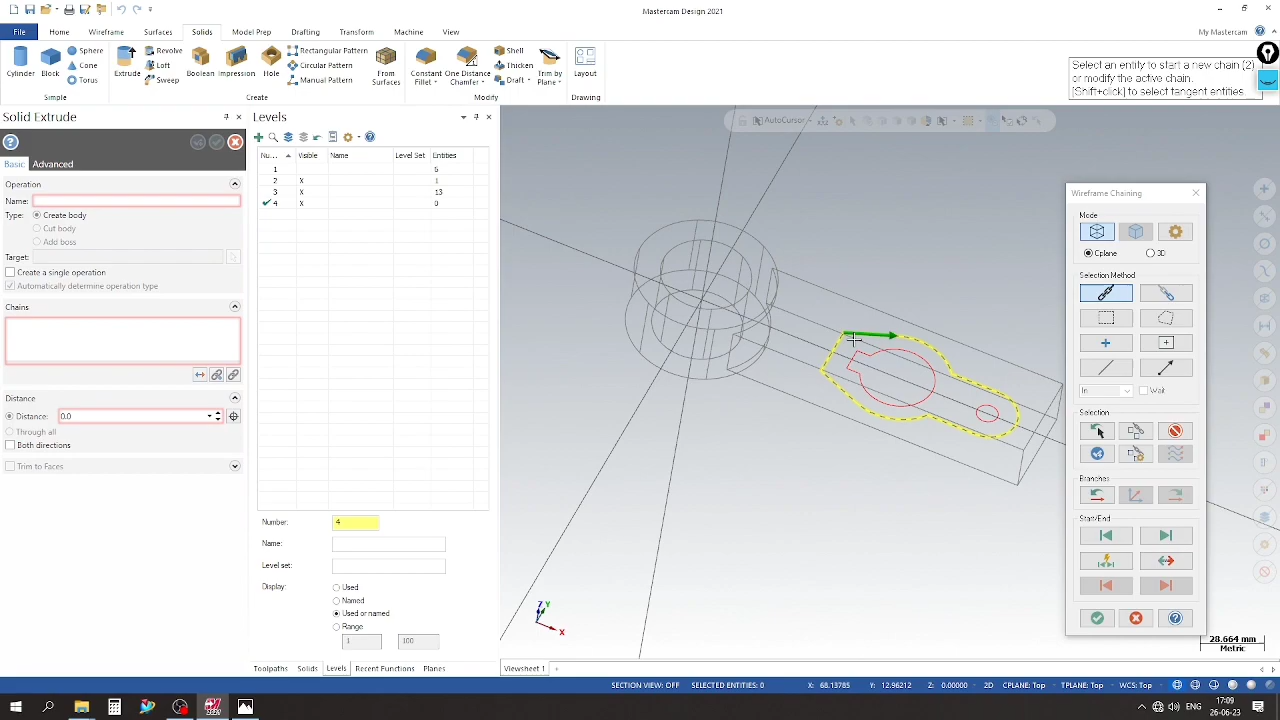 Mastercam Design 2021
File Home Wireframe Surfaces Solids Model Prep Drafting Transform Machine View My Mastercam
Cylinder Block Sphere Cone Torus
Simple
Extrude Revolve Loft Sweep Boolean Impression Hole Rectangular Pattern Circular Pattern Manual Pattern From Surfaces
Create
Constant Fillet One Distance Chamfer Shell Thicken Draft Trim by Plane
Modify
Layout
Drawing
Select an entity to start a new chain (2)
or modify the active chain.
[Shift+click] to select tangent entities.
Solid Extrude
Basic Advanced
Operation
Name:
Type: Create body
Cut body
Add boss
Target:
Create a single operation
Automatically determine operation type
Chains
Distance
Distance: 0.0
Through all
Both directions
Trim to Faces
Levels
Nu... Visible Name Level Set Entities
1 5
2 X 1
3 X 13
4 X 0
Number: 4
Name:
Level set:
Display: Used
Named
Used or named
Range
1 100
Toolpaths Solids Levels Recent Functions Planes
AutoCursor
Z Y
X
Wireframe Chaining
Mode
Cplane 3D
Selection Method
In Wait
Selection
Branches
Start/End
28.664 mm
Metric
Viewsheet 1 +
SECTION VIEW: OFF SELECTED ENTITIES: 0 X: 68.13785 Y: 12.96212 Z: 0.00000 2D CPLANE: Top TPLANE: Top WCS: Top
ENG 17:09
26-06-23